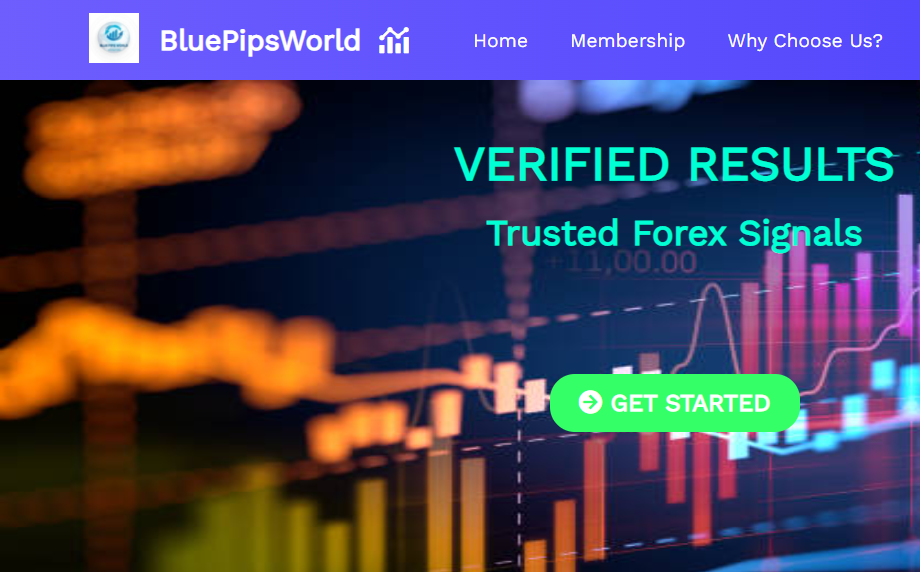 BluePipsWorld
Home
Membership
Why Choose Us?
VERIFIED RESULTS
Trusted Forex Signals
+11,00.00
GET STARTED